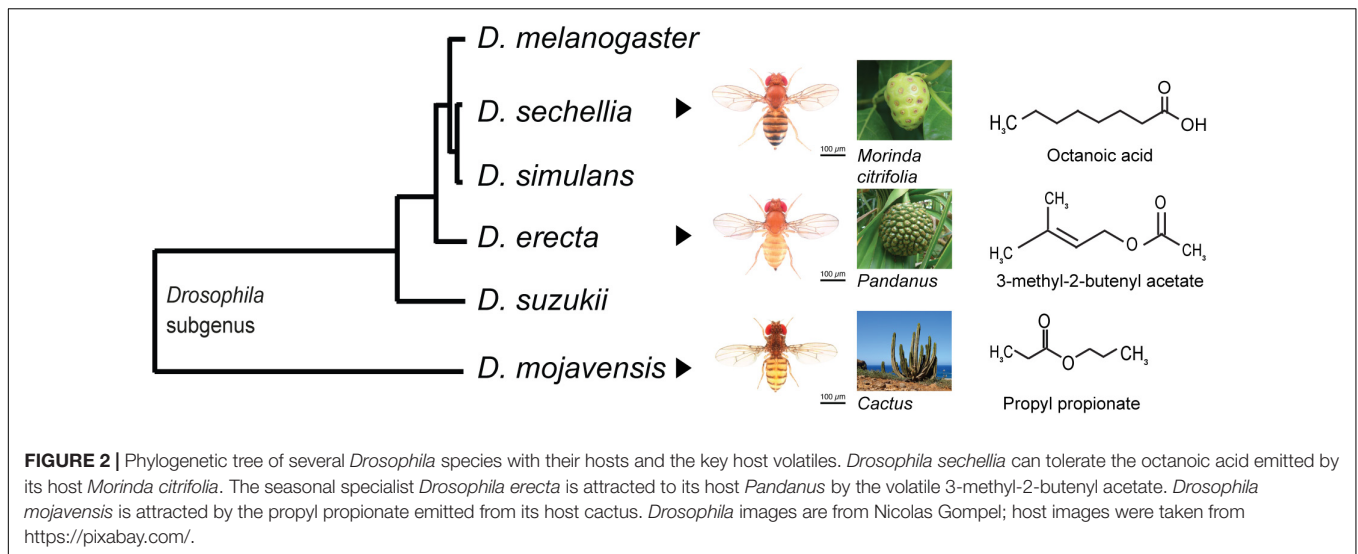 D. melanogaster
D. sechellia
D. simulans
D. erecta
D. suzukii
D. mojavensis
Drosophila
subgenus
100 µm
Morinda
citrifolia
H₃C
O
OH
Octanoic acid
100 µm
Pandanus
CH₃
H₃C
O
O
CH₃
3-methyl-2-butenyl acetate
100 µm
Cactus
H₃C
O
O
CH₃
Propyl propionate
FIGURE 2 | Phylogenetic tree of several Drosophila species with their hosts and the key host volatiles. Drosophila sechellia can tolerate the octanoic acid emitted by
its host Morinda citrifolia. The seasonal specialist Drosophila erecta is attracted to its host Pandanus by the volatile 3-methyl-2-butenyl acetate. Drosophila
mojavensis is attracted by the propyl propionate emitted from its host cactus. Drosophila images are from Nicolas Gompel; host images were taken from
https://pixabay.com/.